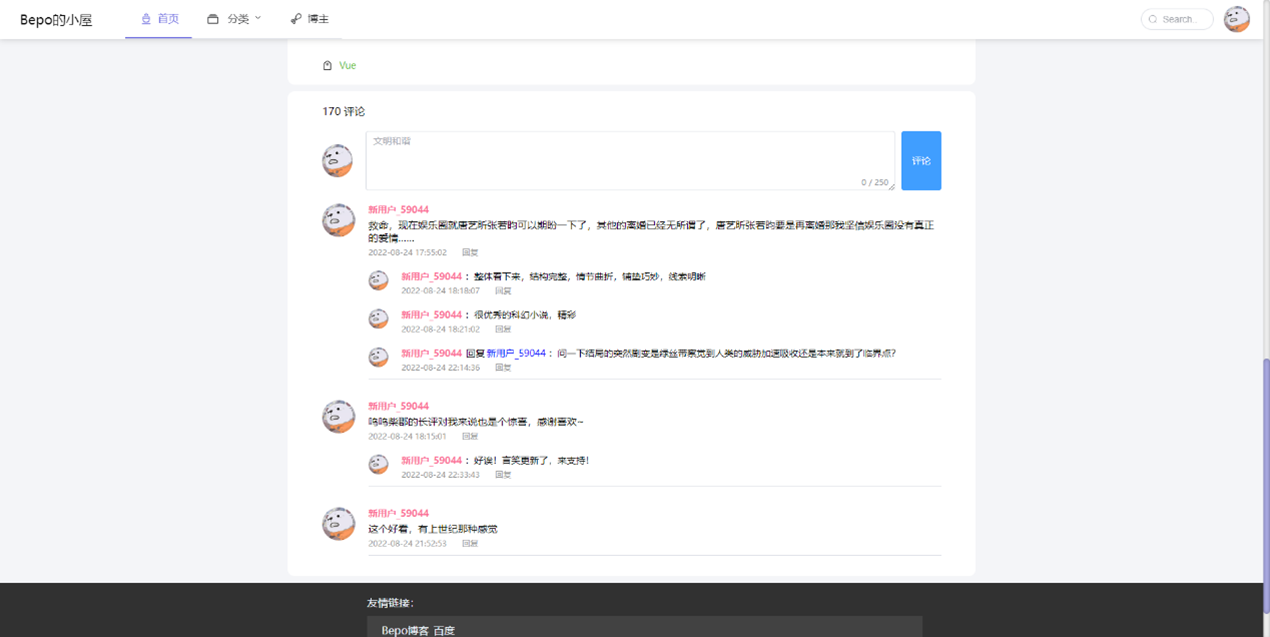 Bepo的小屋 首页 分类 博主 Search...
Vue
170 评论
文明和谐
0 / 250
评论
新用户_59044
救命，现在娱乐圈就唐艺昕张若昀可以期盼一下了，其他的离婚已经无所谓了，唐艺昕张若昀要是再离婚那我坚信娱乐圈没有真正
的爱情……
2022-08-24 17:55:02 回复
新用户_59044 ：整体看下来，结构完整，情节曲折，铺垫巧妙，线索明晰
2022-08-24 18:18:07 回复
新用户_59044 ：很优秀的科幻小说，精彩
2022-08-24 18:21:02 回复
新用户_59044 回复 新用户_59044 ：问一下结局的突然剧变是绿丝带察觉到人类的威胁加速吸收还是本来就到了临界点?
2022-08-24 22:14:36 回复
新用户_59044
呜呜柴郡的长评对我来说也是个惊喜，感谢喜欢~
2022-08-24 18:15:01 回复
新用户_59044 ：好诶！言笑更新了，来支持！
2022-08-24 22:33:43 回复
新用户_59044
这个好看，有上世纪那种感觉
2022-08-24 21:52:53 回复
友情链接：
Bepo博客 百度